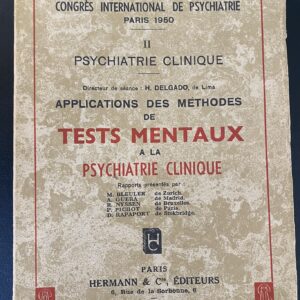 CONGRÈS INTERNATIONAL DE PSYCHIATRIE
PARIS 1950
II
PSYCHIATRIE CLINIQUE
Directeur de séance : H. DELGADO, de Lima
APPLICATIONS DES METHODES
DE
TESTS MENTAUX
A LA
PSYCHIATRIE CLINIQUE
Rapports présentés par :
M. BLEULER de Zurich.
A. GUERA de Madrid.
R. NYSSEN de Bruxelles.
P. PICHOT de Paris.
D. RAPAPORT de Stokbridge.
PARIS
HERMANN & Cie, ÉDITEURS
6, Rue de la Sorbonne, 6